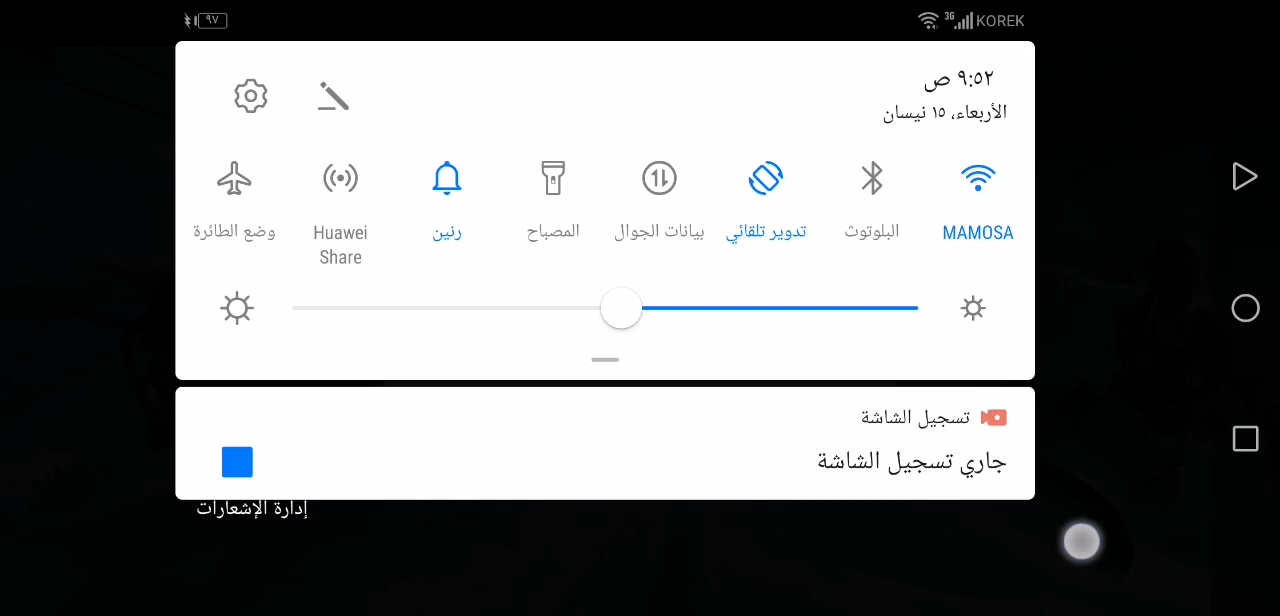 KOREK 3G ٩٧
٩:٥٢ ص
الأربعاء، ١٥ نيسان
MAMOSA
البلوتوث
تدوير تلقائي
بيانات الجوال
المصباح
رنين
Huawei
Share
وضع الطائرة
تسجيل الشاشة
جاري تسجيل الشاشة
إدارة الإشعارات